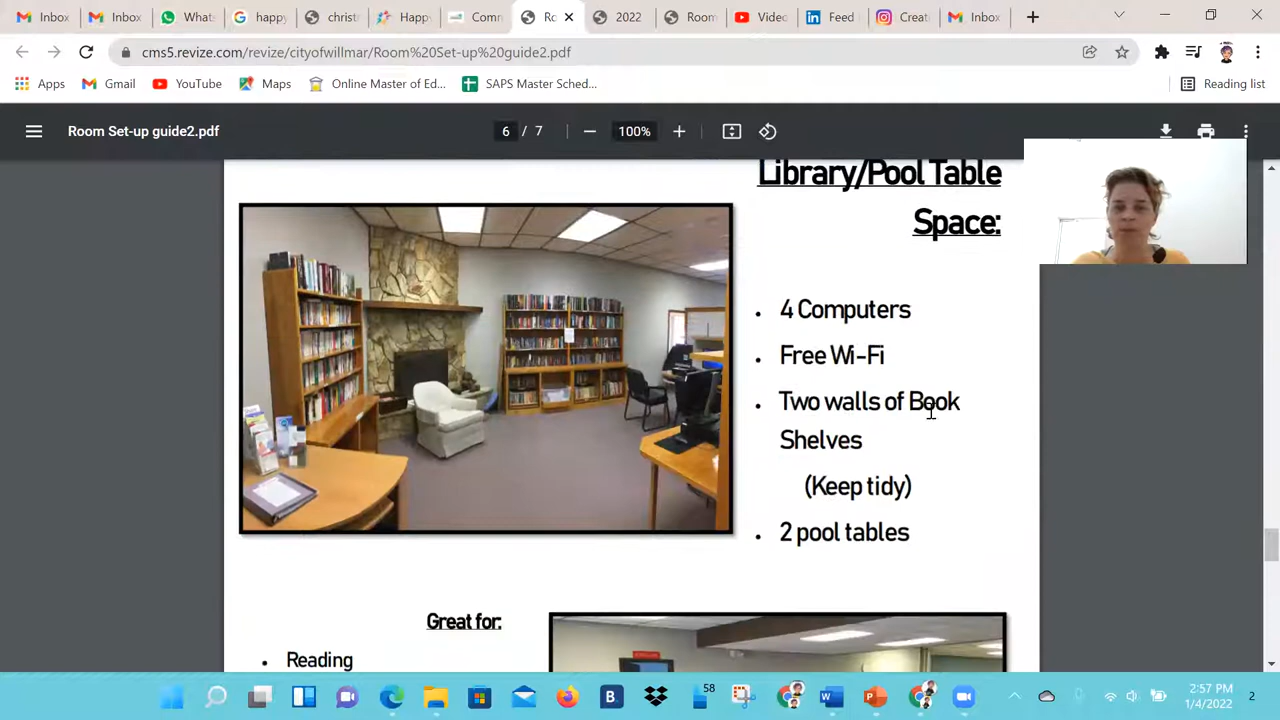 Inbox
Inbox
What
happy
christ
Happ
Comn
Ro
2022
Room
Video
Feed
Creati
Inbox
cms5.revize.com/revize/cityofwillmar/Room%20Set-up%20guide2.pdf
Apps
Gmail
YouTube
Maps
Online Master of Ed...
SAPS Master Sched...
Reading list
Room Set-up guide2.pdf
6 / 7
100%
Library/Pool Table
Space:
• 4 Computers
• Free Wi-Fi
• Two walls of Book
Shelves
(Keep tidy)
• 2 pool tables
Great for:
• Reading
58
2:57 PM
1/4/2022
2